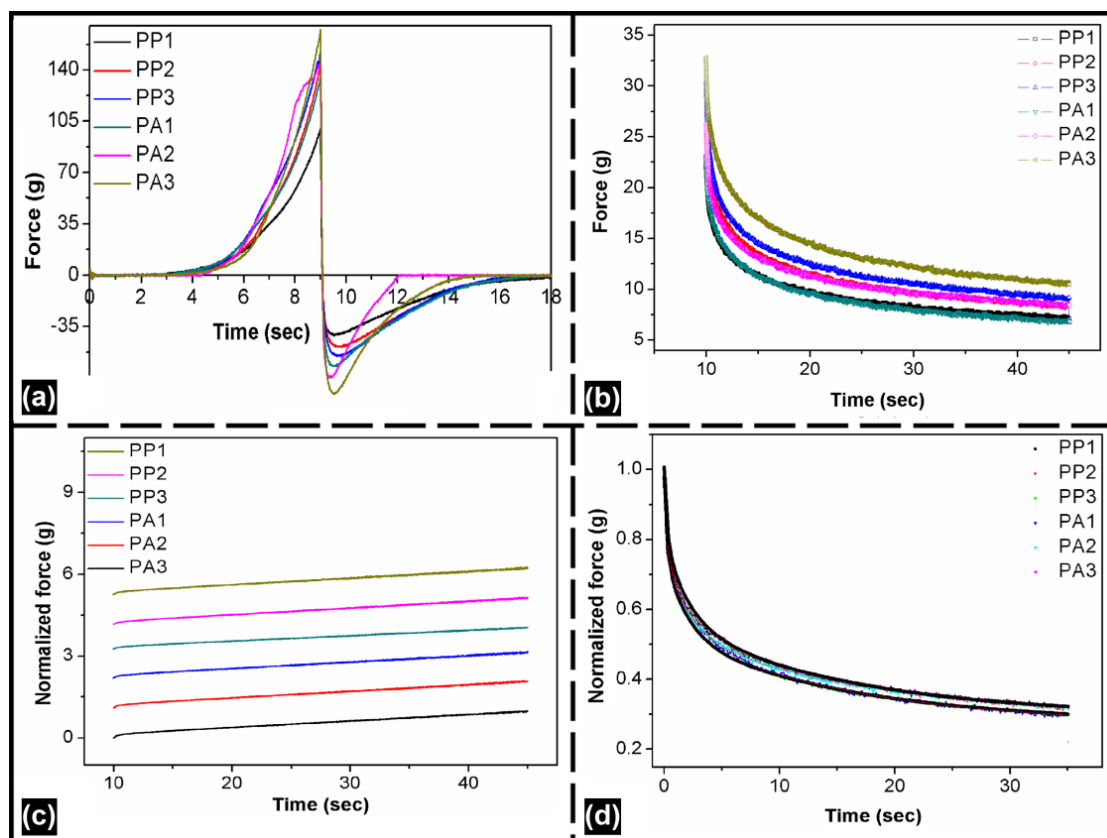 PP1
PP2
PP3
PA1
PA2
PA3
140
105
70
35
0
-35
Force (g)
0 2 4 6 8 10 12 14 16 18
Time (sec)
(a)
35
30
25
20
15
10
5
Force (g)
PP1
PP2
PP3
PA1
PA2
PA3
10 20 30 40
Time (sec)
(b)
PP1
PP2
PP3
PA1
PA2
PA3
9
6
3
0
Normalized force (g)
10 20 30 40
Time (sec)
(c)
1.0
0.8
0.6
0.4
0.2
Normalized force (g)
PP1
PP2
PP3
PA1
PA2
PA3
0 10 20 30
Time (sec)
(d)